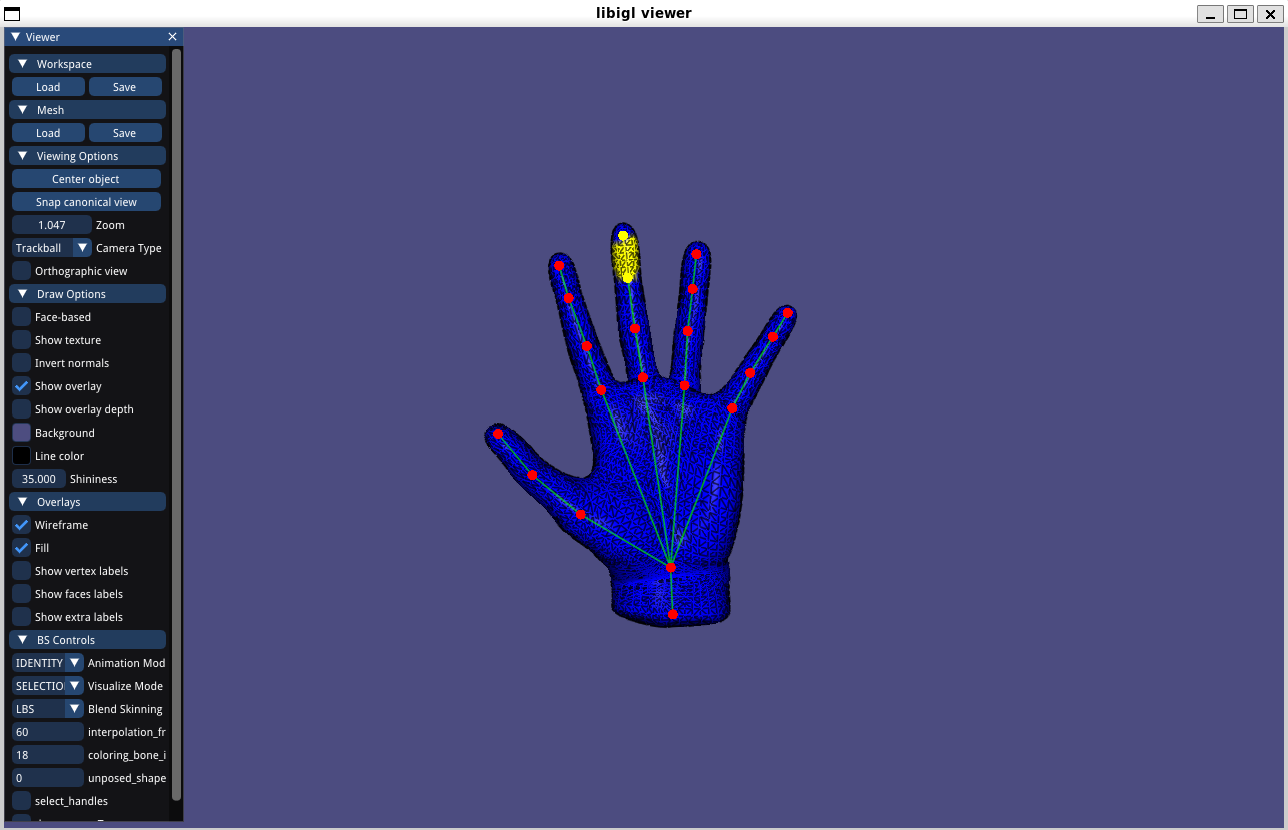 libigl viewer
Viewer
Workspace
Load Save
Mesh
Load Save
Viewing Options
Center object
Snap canonical view
1.047 Zoom
Trackball Camera Type
Orthographic view
Draw Options
Face-based
Show texture
Invert normals
Show overlay
Show overlay depth
Background
Line color
35.000 Shininess
Overlays
Wireframe
Fill
Show vertex labels
Show faces labels
Show extra labels
BS Controls
IDENTITY Animation Mod
SELECTIO Visualize Mode
LBS Blend Skinning
60 interpolation_fr
18 coloring_bone_i
0 unposed_shape
select_handles